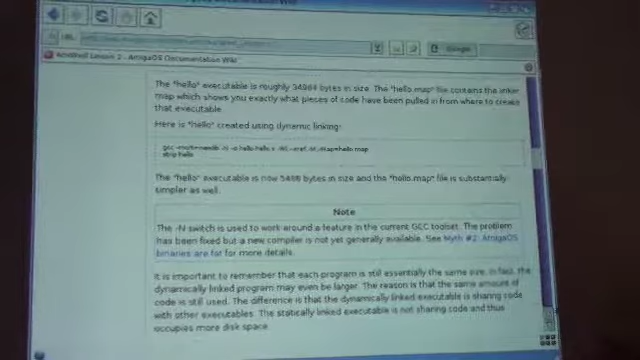 AmiWest Lesson 2 - AmigaOS Documentation Wiki
Google
The "hello" executable is roughly 34964 bytes in size. The "hello.map" file contains the linker
map which shows you exactly what pieces of code have been pulled in from where to create
that executable.
Here is "hello" created using dynamic linking:
hello.map
strip hello
The "hello" executable is now 5488 bytes in size and the "hello.map" file is substantially
simpler as well.
Note
The -N switch is used to work around a feature in the current GCC toolset. The problem
has been fixed but a new compiler is not yet generally available. See Myth #2: AmigaOS
binaries are fat for more details.
It is important to remember that each program is still essentially the same size. In fact, the
dynamically linked program may even be larger. The reason is that the same amount of
code is still used. The difference is that the dynamically linked executable is sharing code
with other executables. The statically linked executable is not sharing code and thus
occupies more disk space.